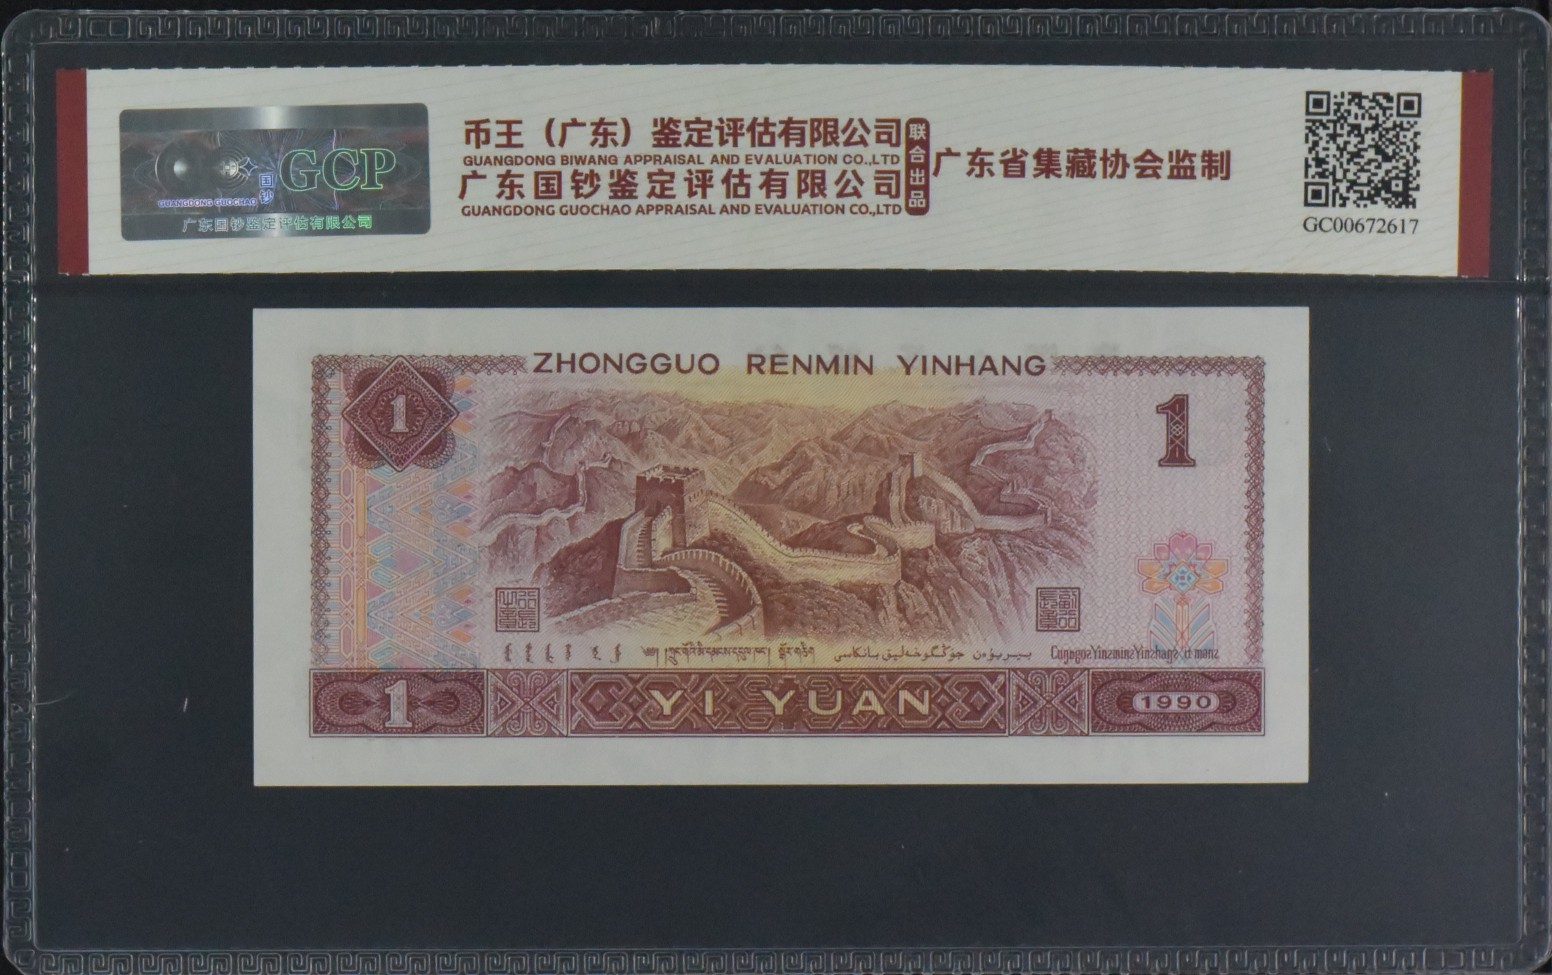 币王（广东）鉴定评估有限公司
GUANGDONG BIWANG APPRAISAL AND EVALUATION CO.,LTD
广东国钞鉴定评估有限公司
GUANGDONG GUOCHAO APPRAISAL AND EVALUATION CO.,LTD
联合出品
广东省集藏协会监制
GC00672617
国钞
GCP
GUANGDONG GUOCHAO
广东国钞鉴定评估有限公司
ZHONGGUO RENMIN YINHANG
1
1
1
YI YUAN
1990